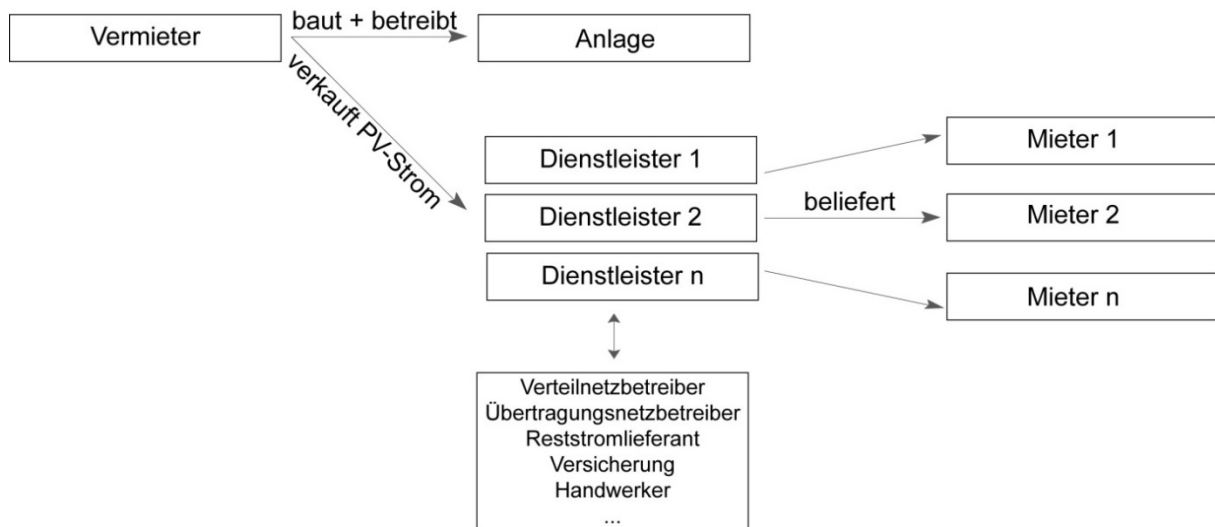 Vermieter
baut + betreibt
Anlage
verkauft PV-Strom
Dienstleister 1
Dienstleister 2
Dienstleister n
beliefert
Mieter 1
Mieter 2
Mieter n
Verteilnetzbetreiber
Übertragungsnetzbetreiber
Reststromlieferant
Versicherung
Handwerker
...